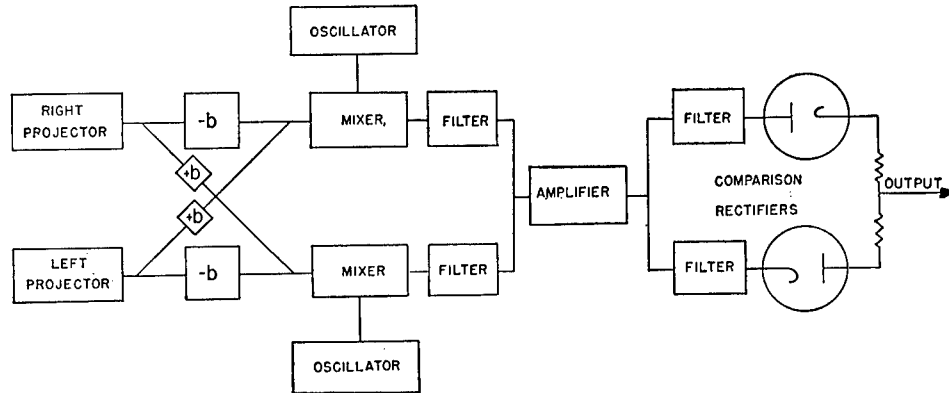 OSCILLATOR
RIGHT
PROJECTOR
-b
MIXER,
FILTER
+b
+b
LEFT
PROJECTOR
-b
MIXER
FILTER
OSCILLATOR
AMPLIFIER
FILTER
COMPARISON
RECTIFIERS
FILTER
OUTPUT